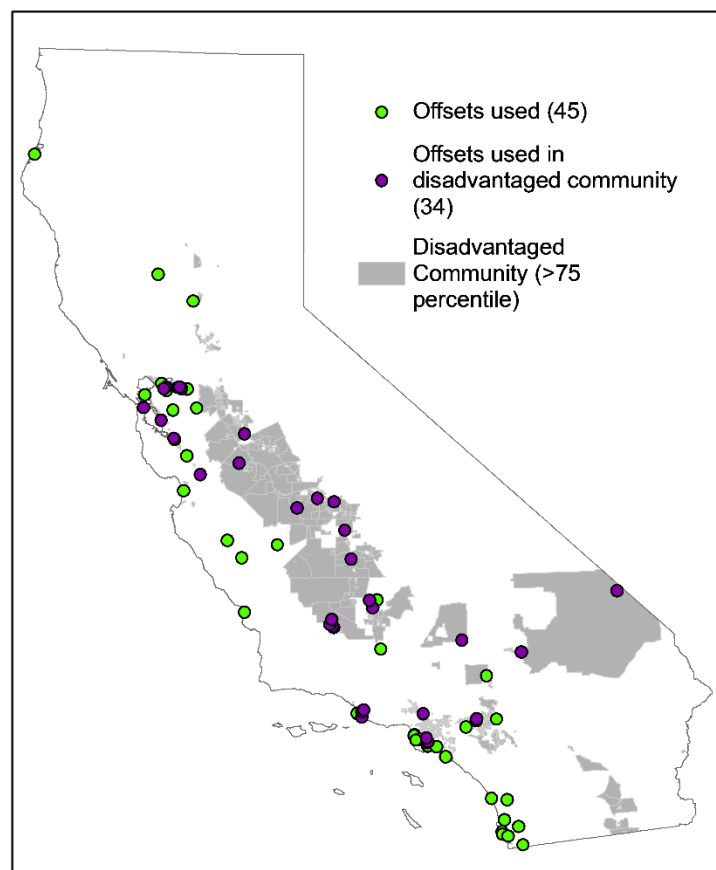 Offsets used (45)
Offsets used in
disadvantaged community
(34)
Disadvantaged
Community (>75
percentile)